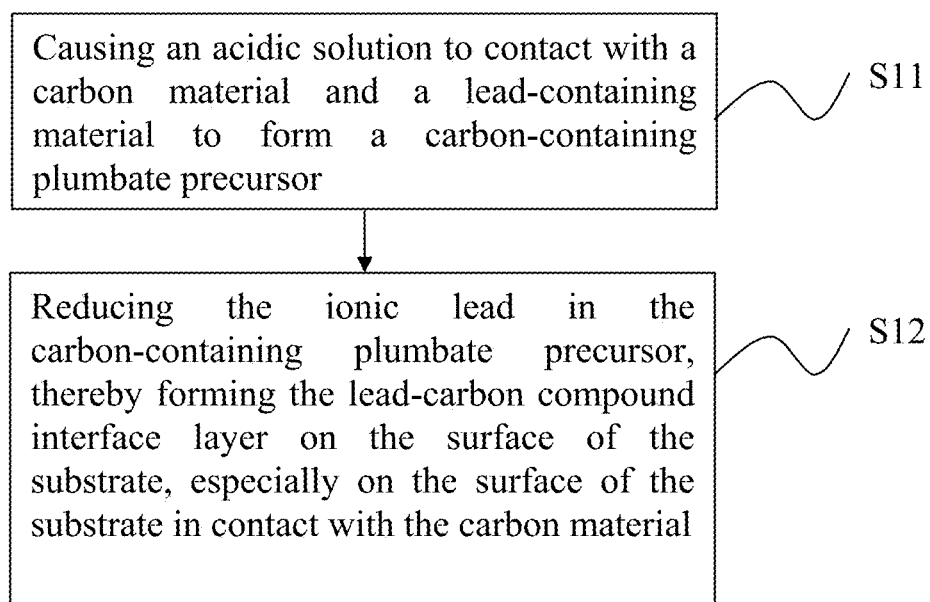 Causing an acidic solution to contact with a
carbon material and a lead-containing
material to form a carbon-containing
plumbate precursor
S11
Reducing the ionic lead in the
carbon-containing plumbate precursor,
thereby forming the lead-carbon compound
interface layer on the surface of the
substrate, especially on the surface of the
substrate in contact with the carbon material
S12